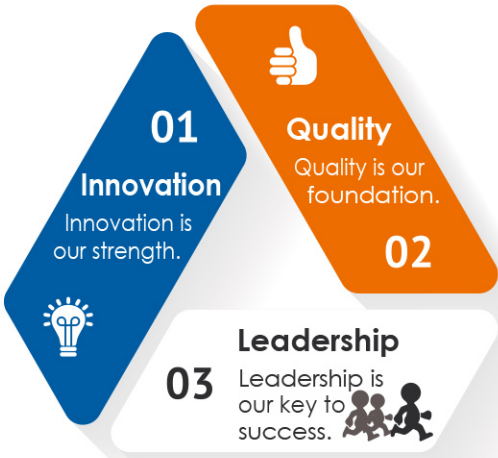 01
Innovation
Innovation is
our strength.
Quality
Quality is our
foundation.
02
03
Leadership
Leadership is
our key to
success.